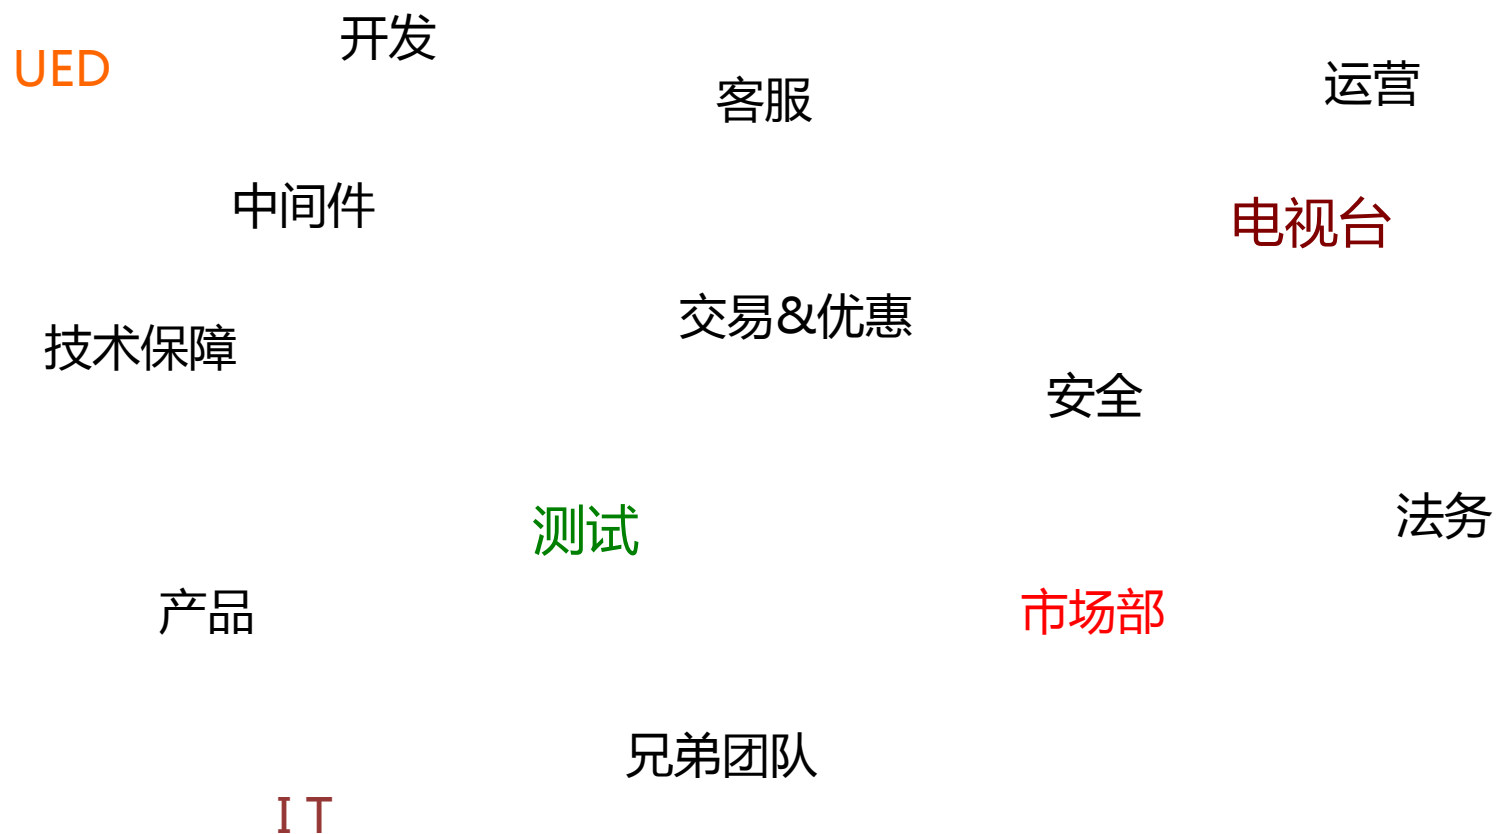 开发
UED
客服
运营
中间件
电视台
交易&优惠
技术保障
安全
测试
法务
产品
市场部
兄弟团队
IT